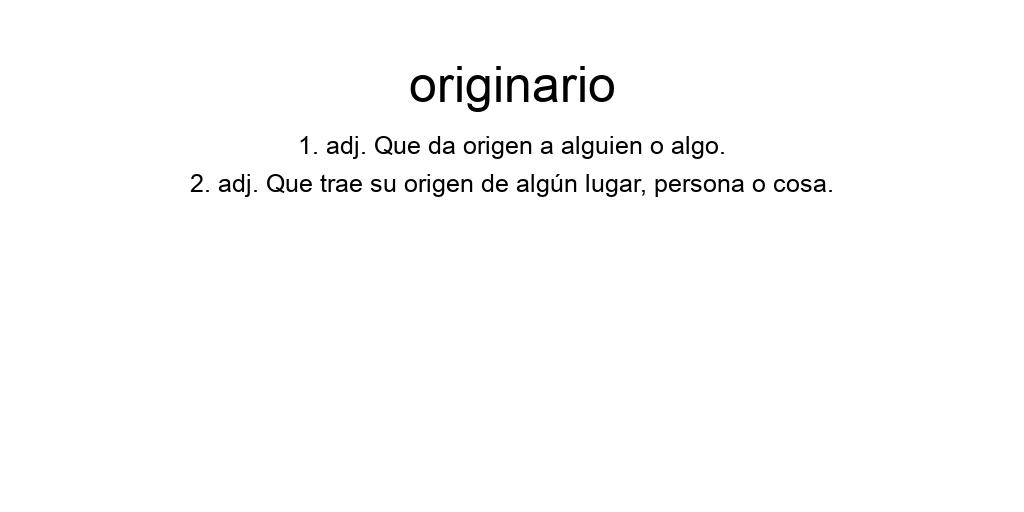 originario
1. adj. Que da origen a alguien o algo.
2. adj. Que trae su origen de algún lugar, persona o cosa.